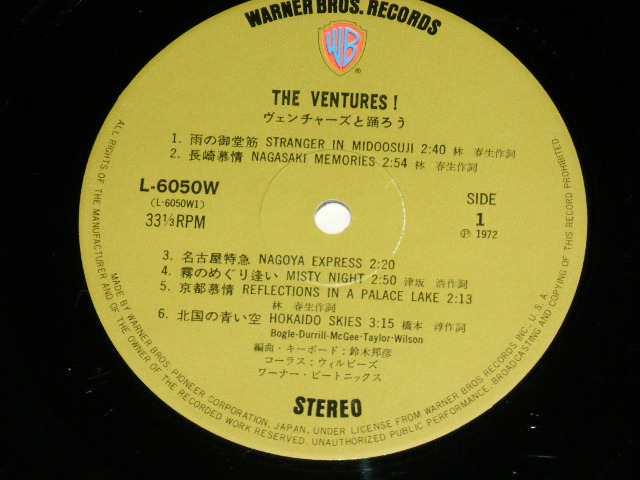 WARNER BROS. RECORDS
WB
®
THE VENTURES!
ヴェンチャーズと踊ろう
1. 雨の御堂筋 STRANGER IN MIDOOSUJI 2:40 林 春生作詞
2. 長崎慕情 NAGASAKI MEMORIES 2:54 林 春生作詞
L-6050W
(L-6050W1)
33⅓RPM
SIDE
1
Ⓟ 1972
3. 名古屋特急 NAGOYA EXPRESS 2:20
4. 霧のめぐり逢い MISTY NIGHT 2:50 津坂 浩作詞
5. 京都慕情 REFLECTIONS IN A PALACE LAKE 2:13
林 春生作詞
6. 北国の青い空 HOKAIDO SKIES 3:15 橋本 淳作詞
Bogle-Durrill-McGee-Taylor-Wilson
編曲・キーボード:鈴木邦彦
コーラス:ウィルビーズ
ワーナー・ビートニックス
STEREO
ALL RIGHTS OF THE MANUFACTURER AND OF THE OWNER OF THE RECORDED WORK RESERVED. UNAUTHORIZED PUBLIC PERFORMANCE, BROADCASTING AND COPYING OF THIS RECORD PROHIBITED.
MADE BY WARNER BROS. PIONEER CORPORATION, JAPAN, UNDER LICENSE FROM WARNER BROS. RECORDS INC. U.S.A.